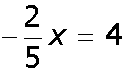 -2/5 x = 4